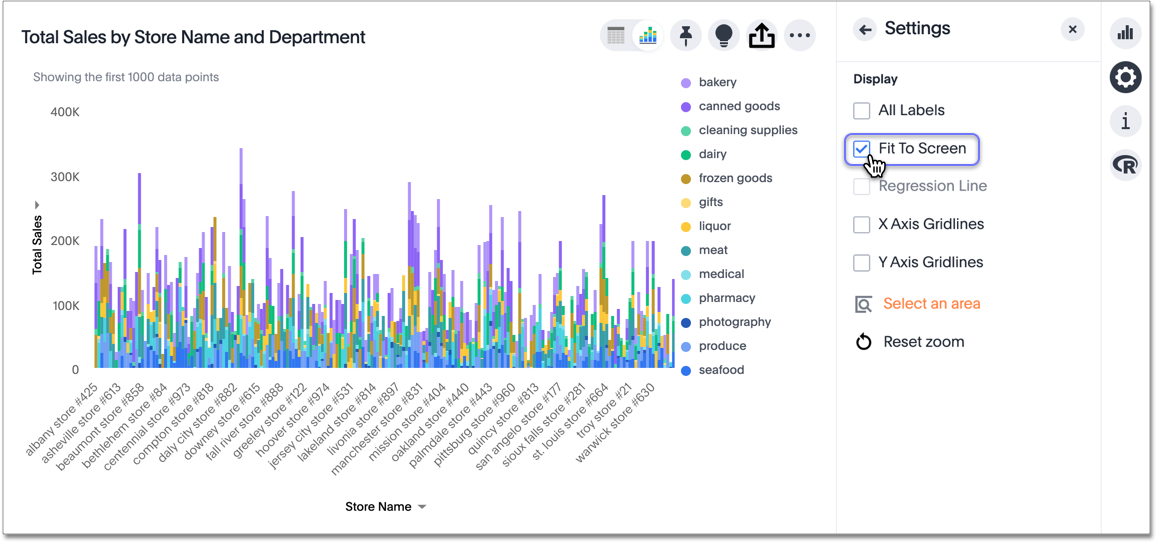 Total Sales by Store Name and Department
Showing the first 1000 data points
400K
300K
200K
100K
0
Total Sales
albany store #425
asheville store #613
beaumont store #858
bethlehem store #84
centennial store #973
compton store #818
daly city store #882
downey store #615
fall river store #888
greeley store #122
hoover store #974
jersey city store #531
lakeland store #814
livonia store #897
manchester store #831
mission store #404
oakland store #440
palmdale store #443
pittsburg store #960
quincy store #813
san angelo store #177
sioux falls store #281
st. louis store #664
troy store #21
warwick store #630
Store Name
bakery
canned goods
cleaning supplies
dairy
frozen goods
gifts
liquor
meat
medical
pharmacy
photography
produce
seafood
Settings
Display
All Labels
Fit To Screen
Regression Line
X Axis Gridlines
Y Axis Gridlines
Select an area
Reset zoom